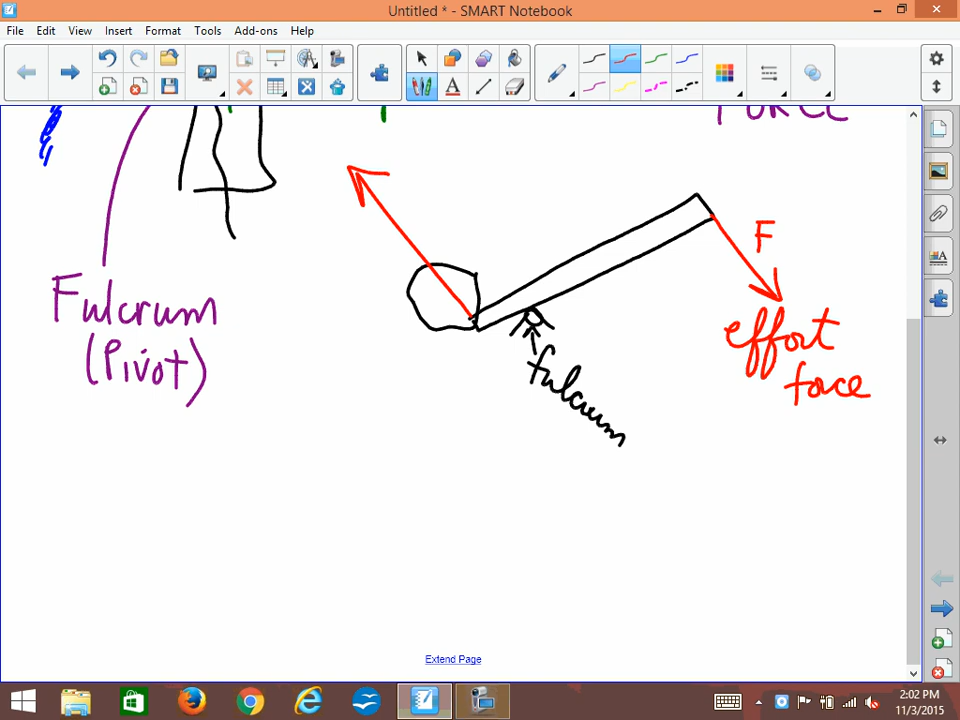 Untitled * - SMART Notebook
File Edit View Insert Format Tools Add-ons Help
FORCE
F
effort
force
Fulcrum
(Pivot)
fulcrum
Extend Page
2:02 PM
11/3/2015